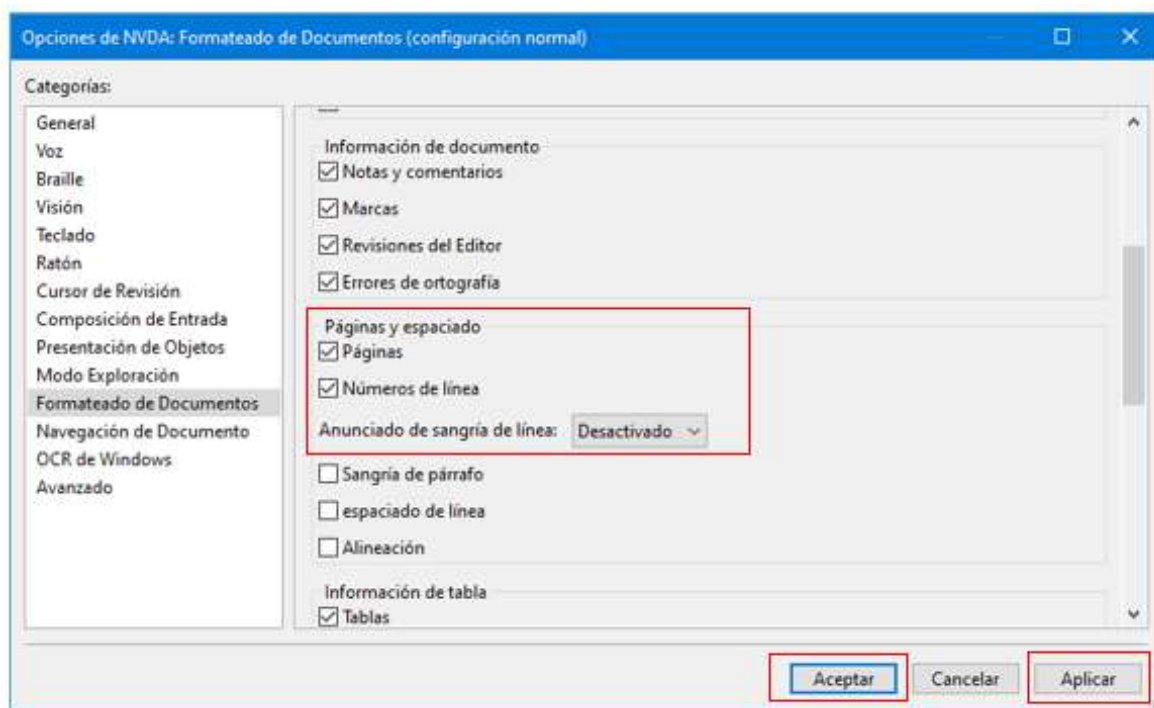 Opciones de NVDA: Formateado de Documentos (configuración normal)
Categorías:
General
Voz
Braille
Visión
Teclado
Ratón
Cursor de Revisión
Composición de Entrada
Presentación de Objetos
Modo Exploración
Formateado de Documentos
Navegación de Documento
OCR de Windows
Avanzado
Información de documento
Notas y comentarios
Marcas
Revisiones del Editor
Errores de ortografía
Páginas y espaciado
Páginas
Números de línea
Anunciado de sangría de línea: Desactivado
Sangría de párrafo
espaciado de línea
Alineación
Información de tabla
Tablas
Aceptar Cancelar Aplicar